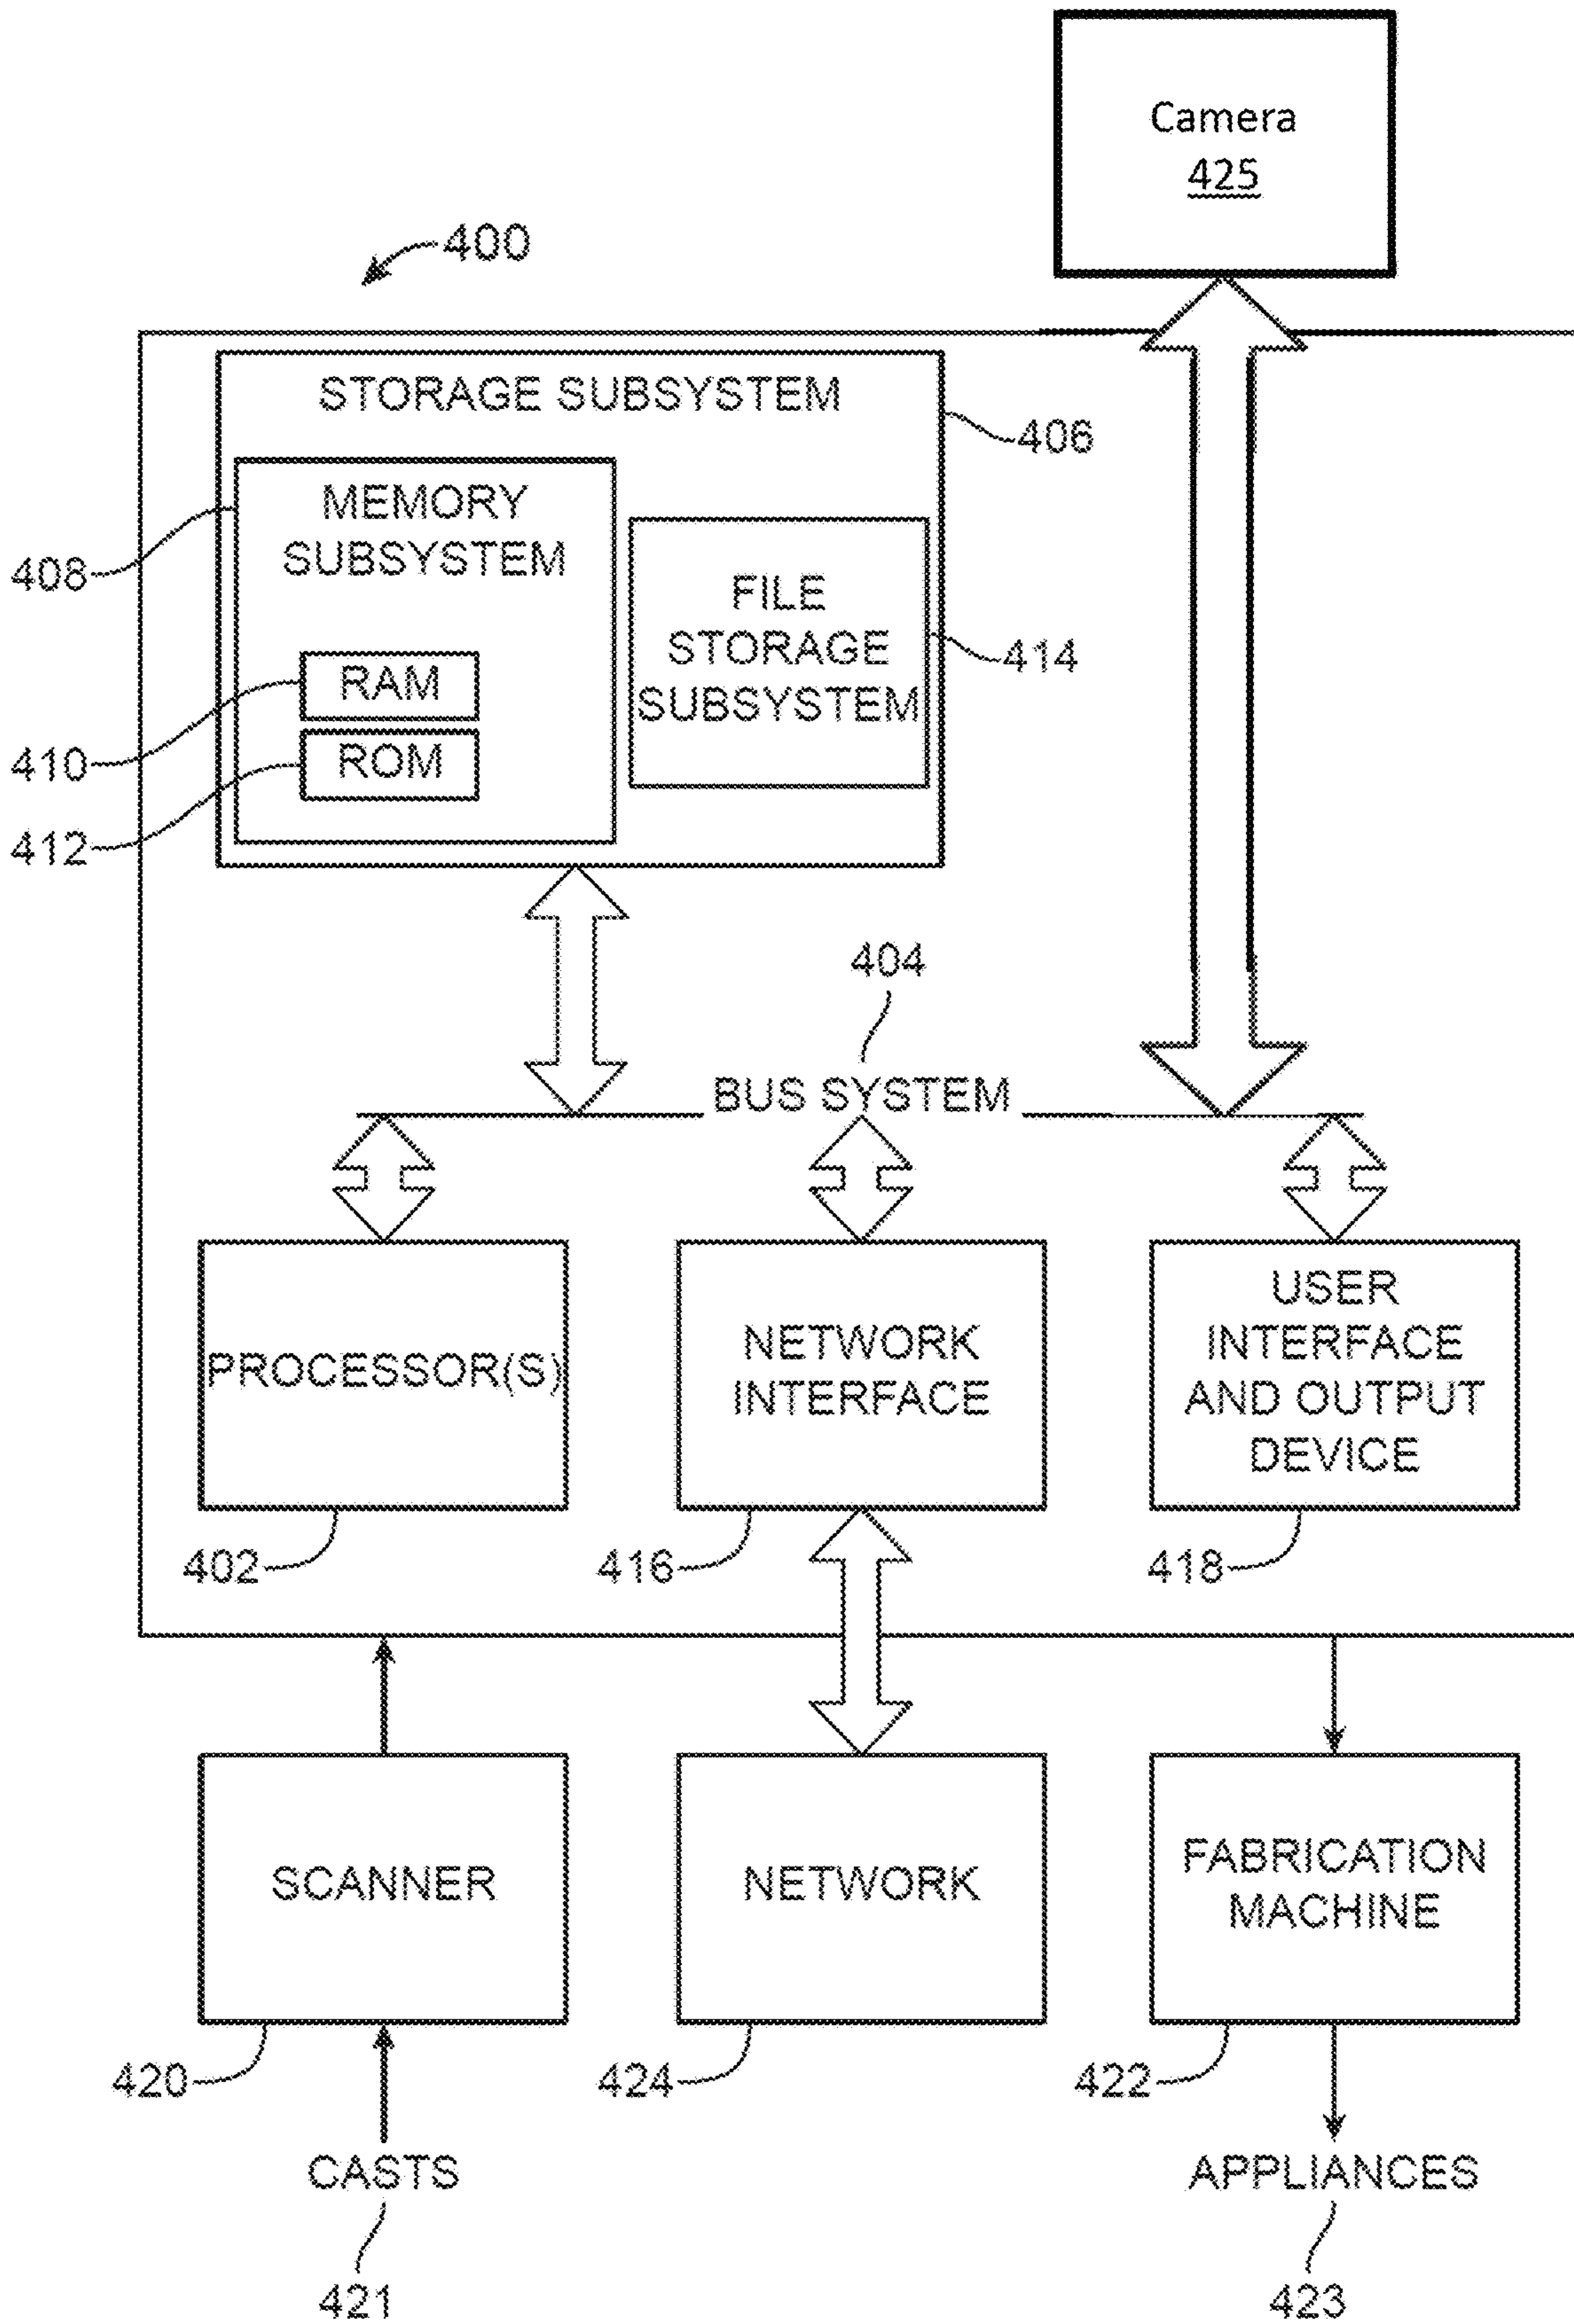 Camera
425
400
STORAGE SUBSYSTEM
406
MEMORY
SUBSYSTEM
408
FILE
STORAGE
SUBSYSTEM
414
RAM
410
ROM
412
404
BUS SYSTEM
PROCESSOR(S)
NETWORK
INTERFACE
USER
INTERFACE
AND OUTPUT
DEVICE
402
416
418
SCANNER
NETWORK
FABRICATION
MACHINE
420
424
422
CASTS
APPLIANCES
421
423